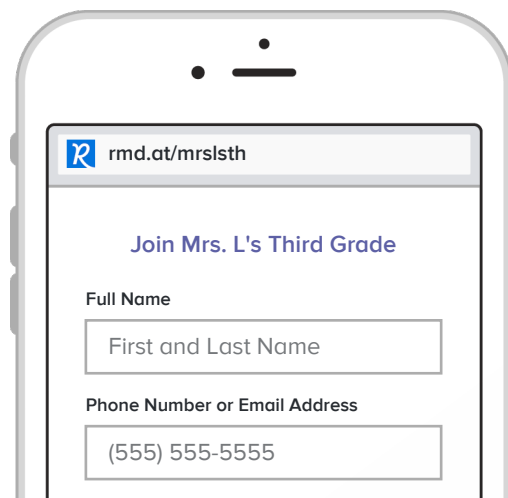 R rmd.at/mrslsth
Join Mrs. L's Third Grade
Full Name
First and Last Name
Phone Number or Email Address
(555) 555-5555